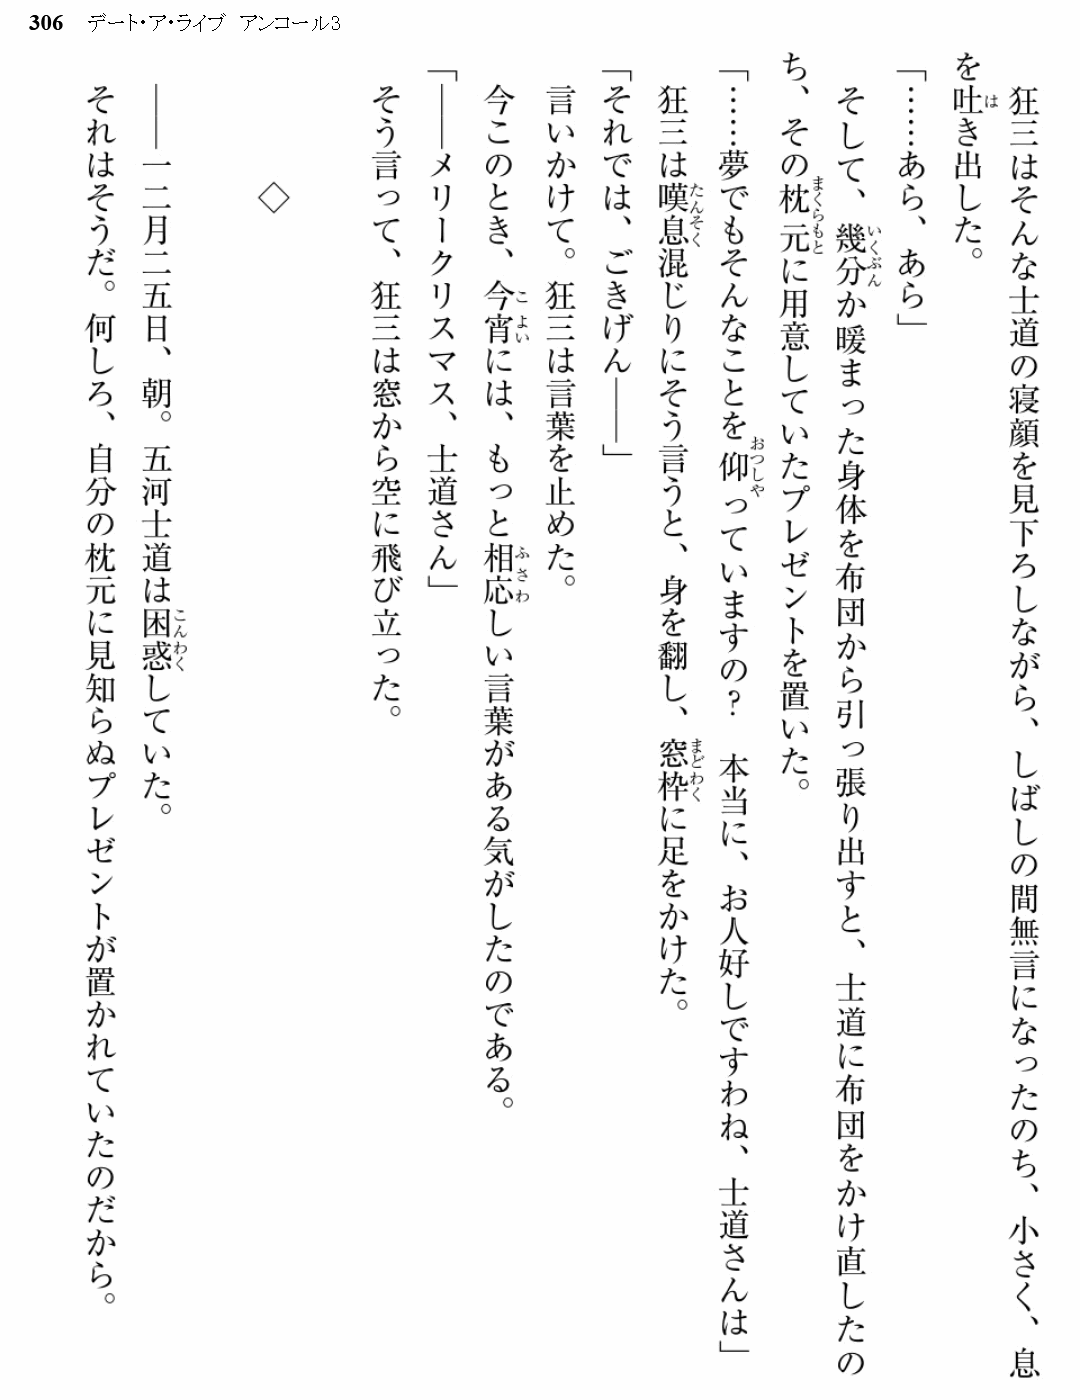 306 デート・ア・ライブ アンコール3
狂三はそんな士道の寝顔を見下ろしながら、しばしの間無言になったのち、小さく、息
を吐き出した。
「……あら、あら」
そして、幾分か暖まった身体を布団から引っ張り出すと、士道に布団をかけ直したの
ち、その枕元に用意していたプレゼントを置いた。
「……夢でもそんなことを仰っていますの？　本当に、お人好しですわね、士道さんは」
狂三は嘆息混じりにそう言うと、身を翻し、窓枠に足をかけた。
「それでは、ごきげん――」
言いかけて。狂三は言葉を止めた。
今このとき、今宵には、もっと相応しい言葉がある気がしたのである。
「――メリークリスマス、士道さん」
そう言って、狂三は窓から空に飛び立った。
◇
――一二月二五日、朝。五河士道は困惑していた。
それはそうだ。何しろ、自分の枕元に見知らぬプレゼントが置かれていたのだから。